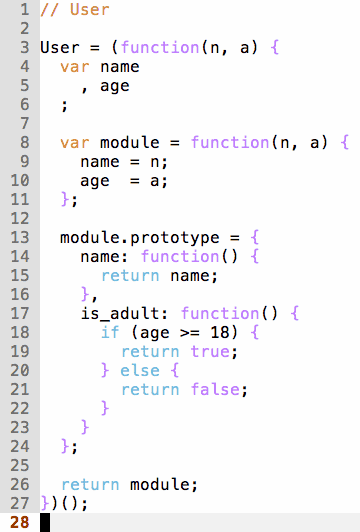 1 // User
2
3 User = (function(n, a) {
4   var name
5     , age
6   ;
7
8   var module = function(n, a) {
9     name = n;
10     age  = a;
11   };
12
13   module.prototype = {
14     name: function() {
15       return name;
16     },
17     is_adult: function() {
18       if (age >= 18) {
19         return true;
20       } else {
21         return false;
22       }
23     }
24   };
25
26   return module;
27 })();
28